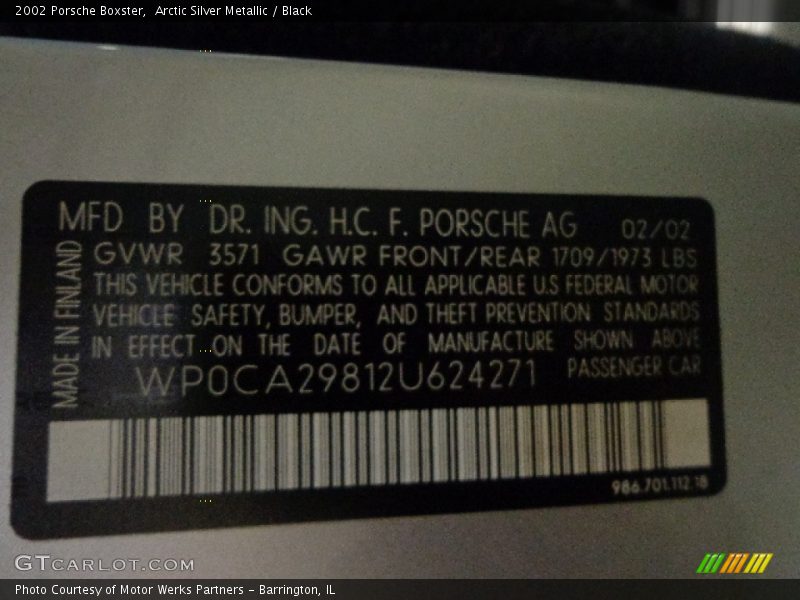 2002 Porsche Boxster,  Arctic Silver Metallic / Black
MFD BY DR. ING. H.C. F. PORSCHE AG 02/02
GVWR 3571 GAWR FRONT/REAR 1709/1973 LBS
THIS VEHICLE CONFORMS TO ALL APPLICABLE U.S FEDERAL MOTOR
VEHICLE SAFETY, BUMPER, AND THEFT PREVENTION STANDARDS
IN EFFECT ON THE DATE OF MANUFACTURE SHOWN ABOVE
WP0CA29812U624271 PASSENGER CAR
MADE IN FINLAND
986.701.112.18
GTCARLOT.COM
Photo Courtesy of Motor Werks Partners - Barrington, IL